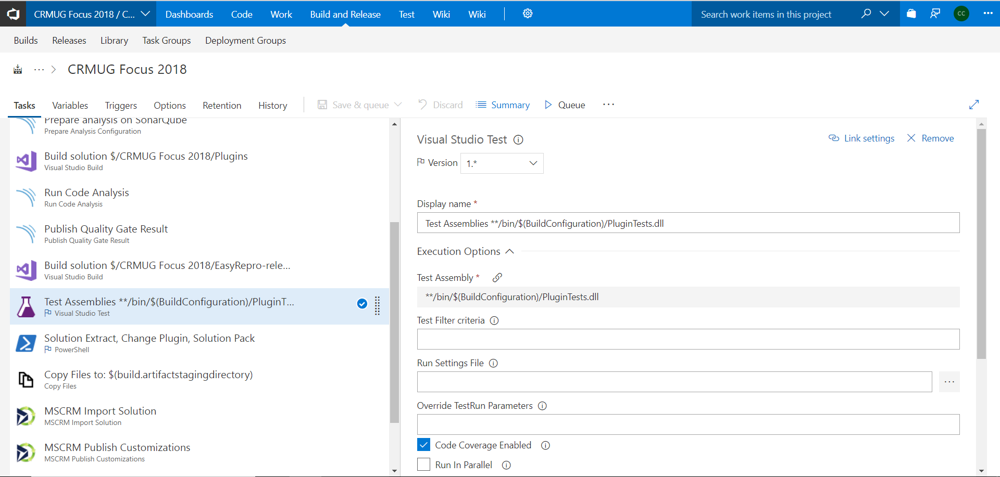 CRMUG Focus 2018 / C... Dashboards Code Work Build and Release Test Wiki Wiki Search work items in this project CC
Builds Releases Library Task Groups Deployment Groups
... > CRMUG Focus 2018
Tasks Variables Triggers Options Retention History Save & queue Discard Summary Queue ...
Prepare analysis on SonarQube
Prepare Analysis Configuration
Build solution $/CRMUG Focus 2018/Plugins
Visual Studio Build
Run Code Analysis
Run Code Analysis
Publish Quality Gate Result
Publish Quality Gate Result
Build solution $/CRMUG Focus 2018/EasyRepro-rele...
Visual Studio Build
Test Assemblies **/bin/$(BuildConfiguration)/PluginT...
Visual Studio Test
Solution Extract, Change Plugin, Solution Pack
PowerShell
Copy Files to: $(build.artifactstagingdirectory)
Copy Files
MSCRM Import Solution
MSCRM Import Solution
MSCRM Publish Customizations
MSCRM Publish Customizations
Visual Studio Test
Link settings Remove
Version 1.*
Display name *
Test Assemblies **/bin/$(BuildConfiguration)/PluginTests.dll
Execution Options
Test Assembly *
**/bin/$(BuildConfiguration)/PluginTests.dll
Test Filter criteria
Run Settings File
...
Override TestRun Parameters
Code Coverage Enabled
Run In Parallel